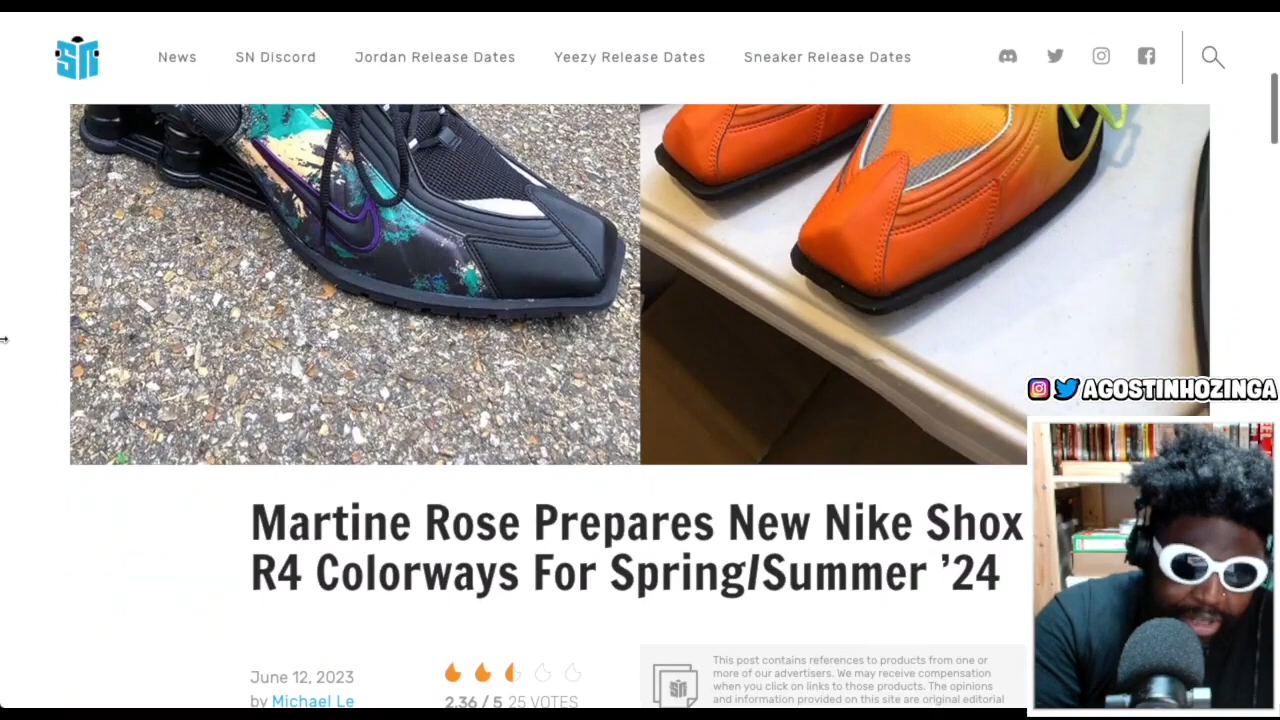 SN
News
SN Discord
Jordan Release Dates
Yeezy Release Dates
Sneaker Release Dates
AGOSTINHOZINGA
Martine Rose Prepares New Nike Shox
R4 Colorways For Spring/Summer ’24
June 12, 2023
by Michael Le
2.36 / 5 25 VOTES
SN
This post contains references to products from one or
more of our advertisers. We may receive compensation
when you click on links to those products. The opinions
and information provided on this site are original editorial